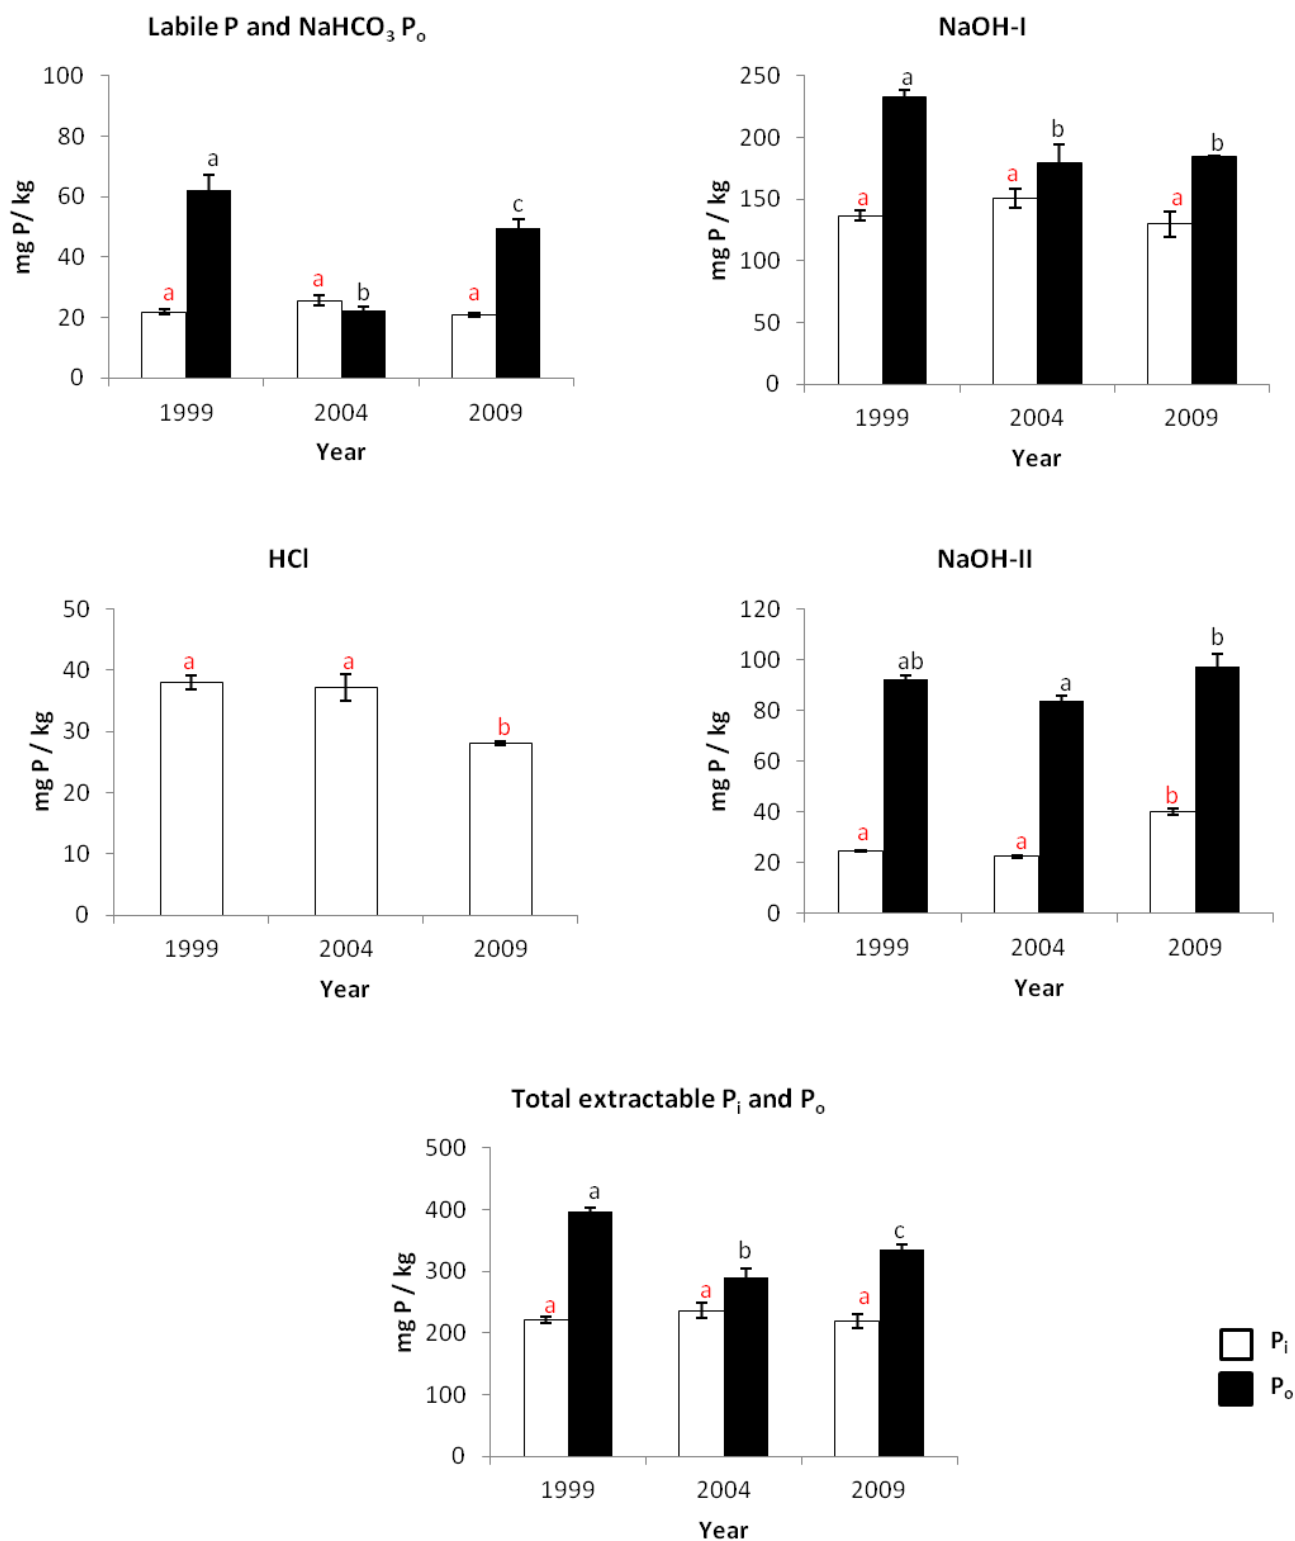 Labile P and NaHCO₃ Pₒ
100
80
60
40
20
0
mg P/ kg
a
a
a
b
a
c
1999 2004 2009
Year
NaOH-I
250
200
150
100
50
0
mg P / kg
a
a
a
b
a
b
1999 2004 2009
Year
HCl
50
40
30
20
10
0
mg P / kg
a
a
b
1999 2004 2009
Year
NaOH-II
120
100
80
60
40
20
0
mg P / kg
a
ab
a
a
b
b
1999 2004 2009
Year
Total extractable Pᵢ and Pₒ
500
400
300
200
100
0
mg P / kg
a
a
a
b
a
c
1999 2004 2009
Year
Pᵢ
Pₒ